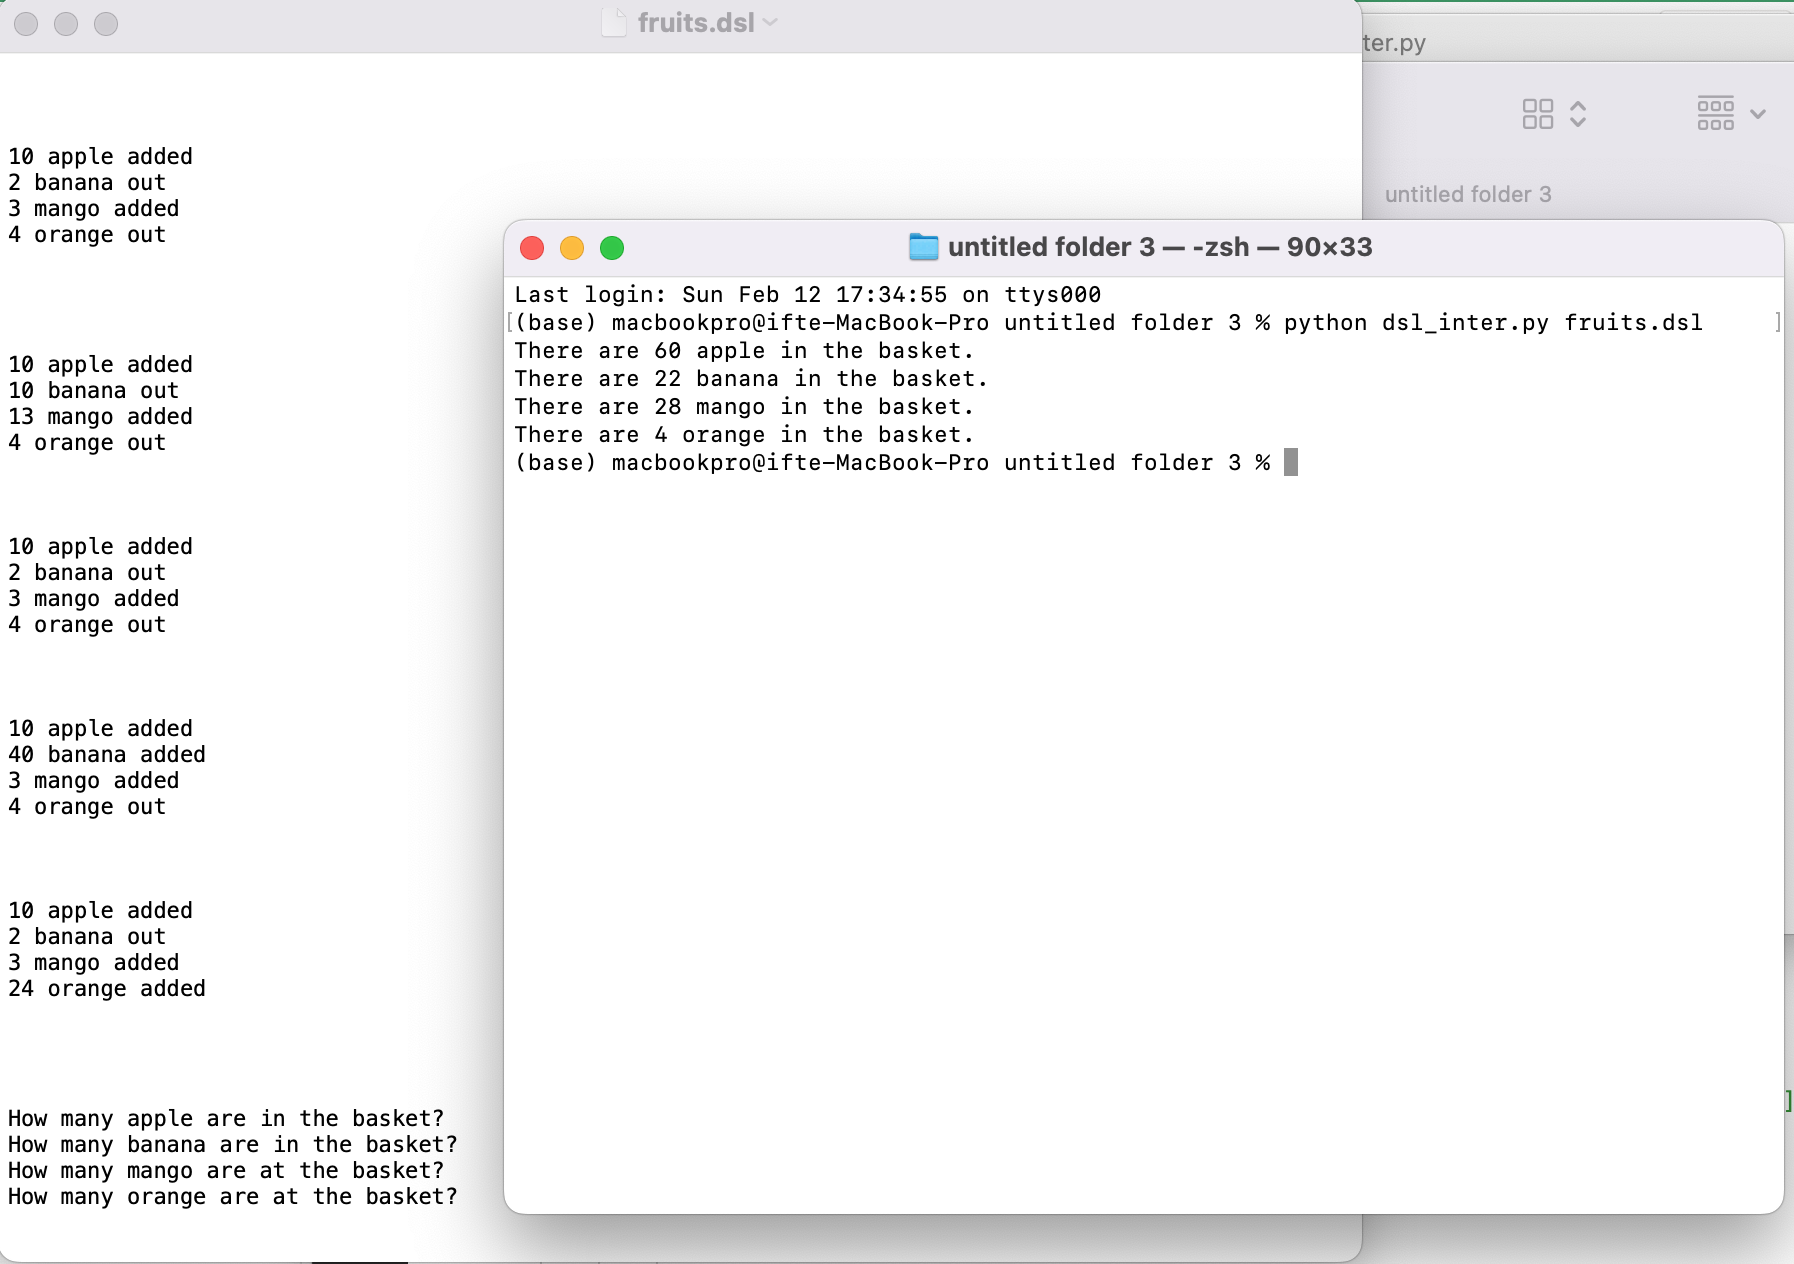 fruits.dsl
10 apple added
2 banana out
3 mango added
4 orange out
10 apple added
10 banana out
13 mango added
4 orange out
10 apple added
2 banana out
3 mango added
4 orange out
10 apple added
40 banana added
3 mango added
4 orange out
10 apple added
2 banana out
3 mango added
24 orange added
How many apple are in the basket?
How many banana are in the basket?
How many mango are at the basket?
How many orange are at the basket?
ter.py
untitled folder 3
untitled folder 3 — -zsh — 90×33
Last login: Sun Feb 12 17:34:55 on ttys000
[(base) macbookpro@ifte-MacBook-Pro untitled folder 3 % python dsl_inter.py fruits.dsl ]
There are 60 apple in the basket.
There are 22 banana in the basket.
There are 28 mango in the basket.
There are 4 orange in the basket.
(base) macbookpro@ifte-MacBook-Pro untitled folder 3 %
]